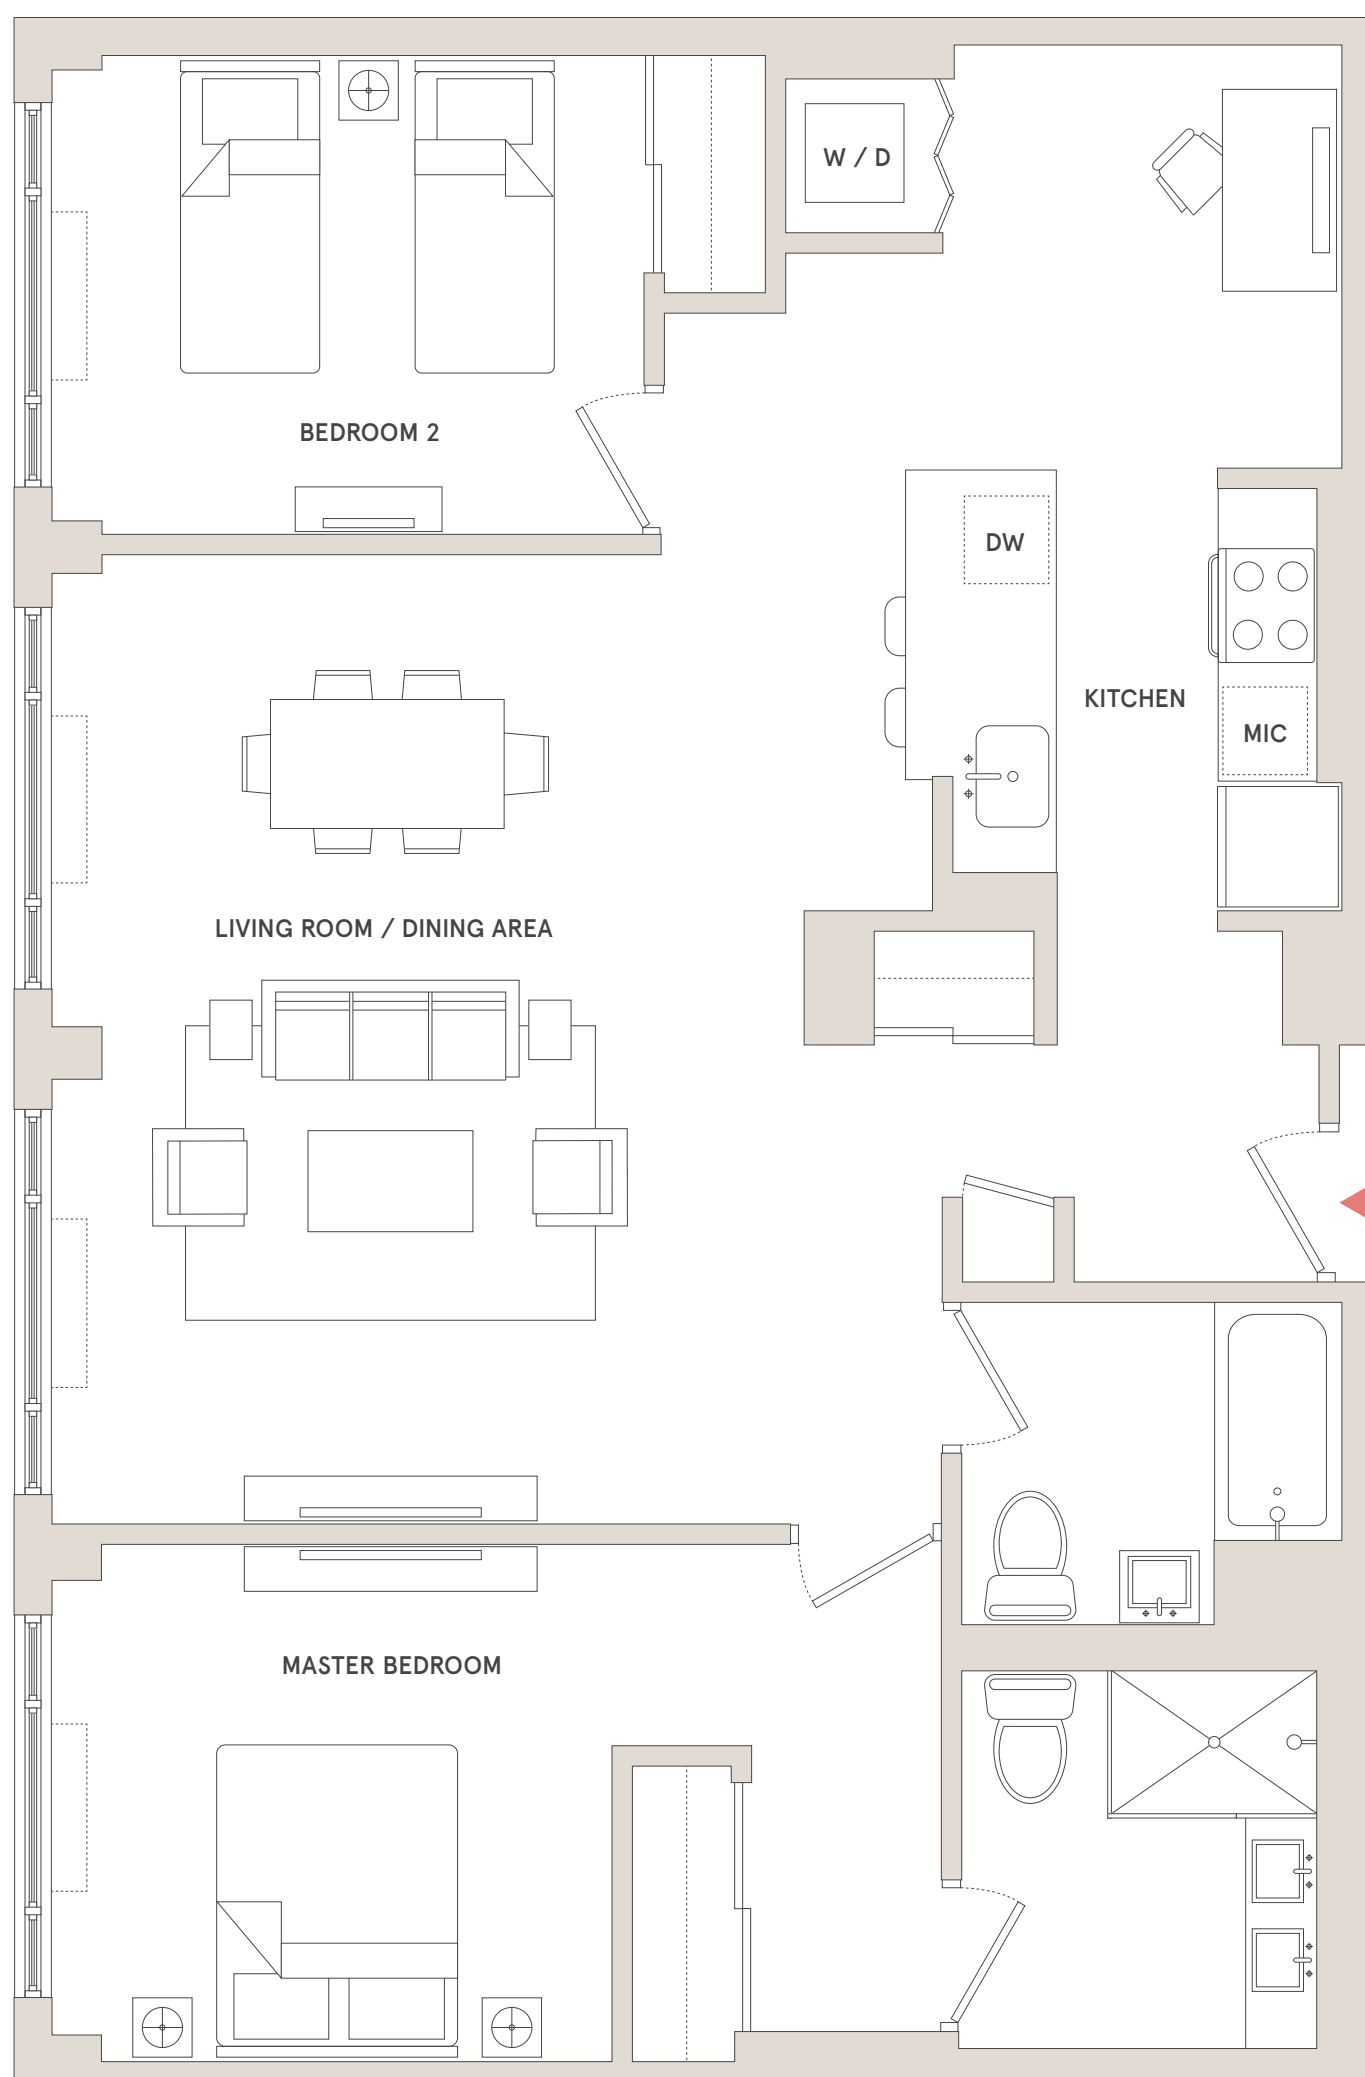 W / D
BEDROOM 2
DW
KITCHEN
MIC
LIVING ROOM / DINING AREA
MASTER BEDROOM